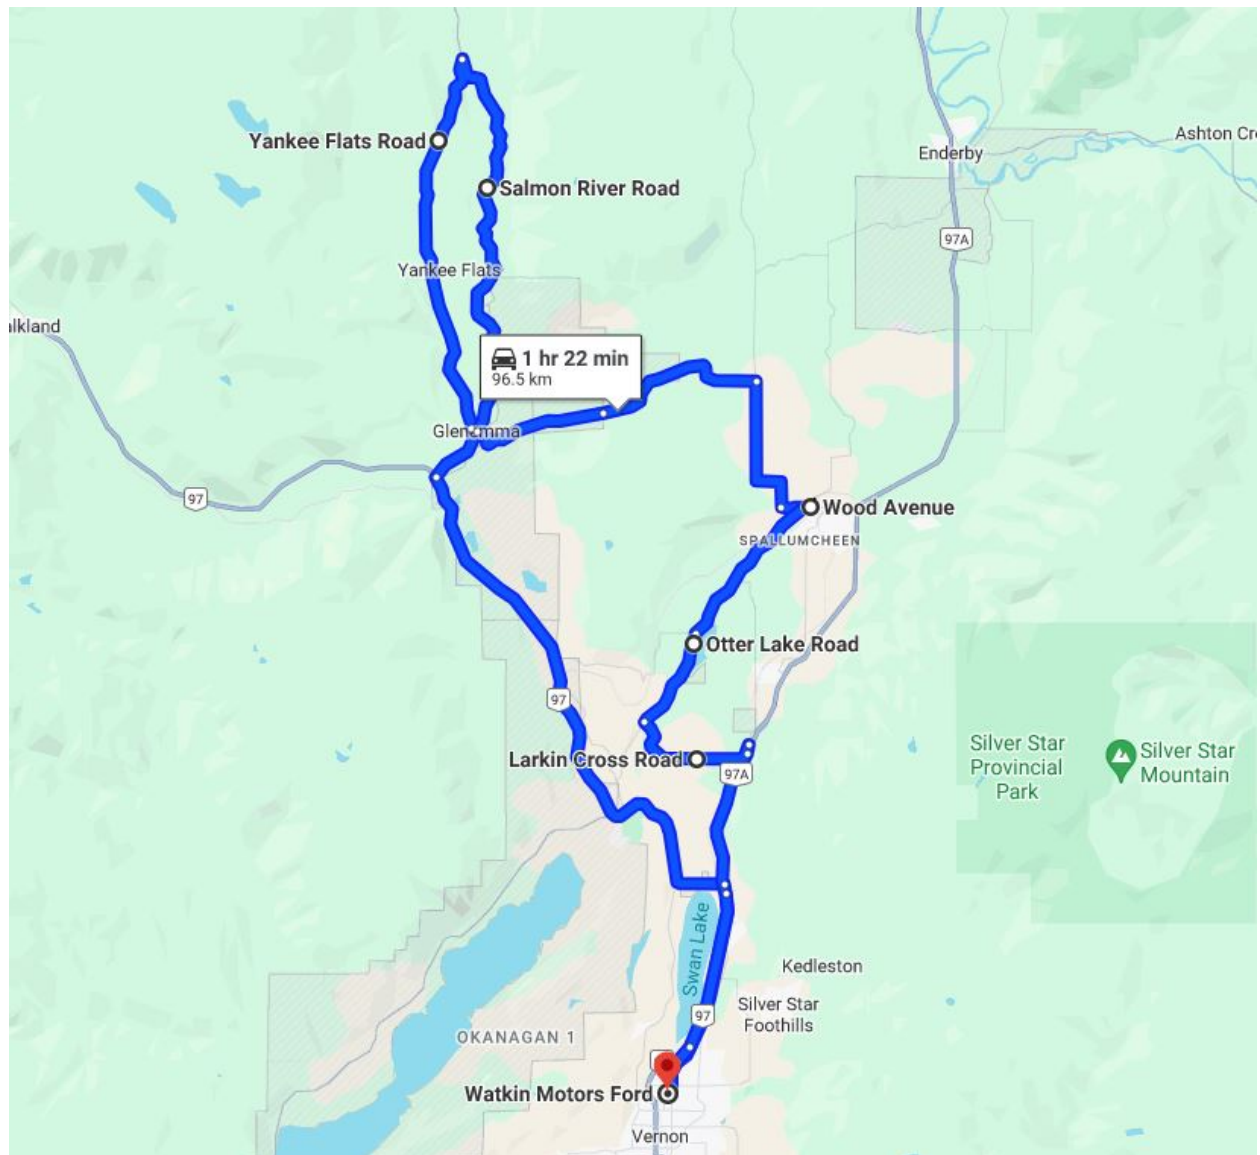 Yankee Flats Road
Salmon River Road
Ashton Cr
Enderby
97A
Yankee Flats
alkland
1 hr 22 min
96.5 km
Glenemma
97
Wood Avenue
SPALLUMCHEEN
Otter Lake Road
97
Larkin Cross Road
97A
Silver Star
Provincial
Park
Silver Star
Mountain
Swan Lake
Kedleston
97
Silver Star
Foothills
OKANAGAN 1
Watkin Motors Ford
Vernon